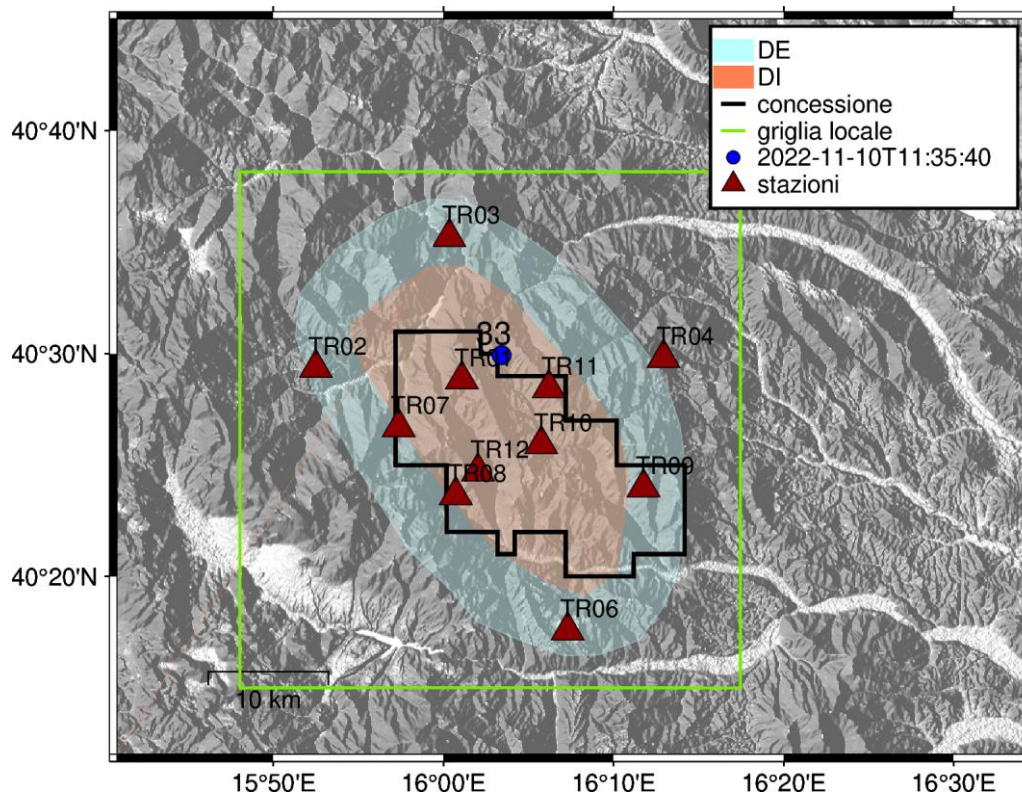 DE
DI
concessione
griglia locale
2022-11-10T11:35:40
stazioni
40°40'N
40°30'N
40°20'N
TR03
33
TR02
TR04
TR01
TR11
TR07
TR10
TR12
TR08
TR09
TR06
10 km
15°50'E
16°00'E
16°10'E
16°20'E
16°30'E